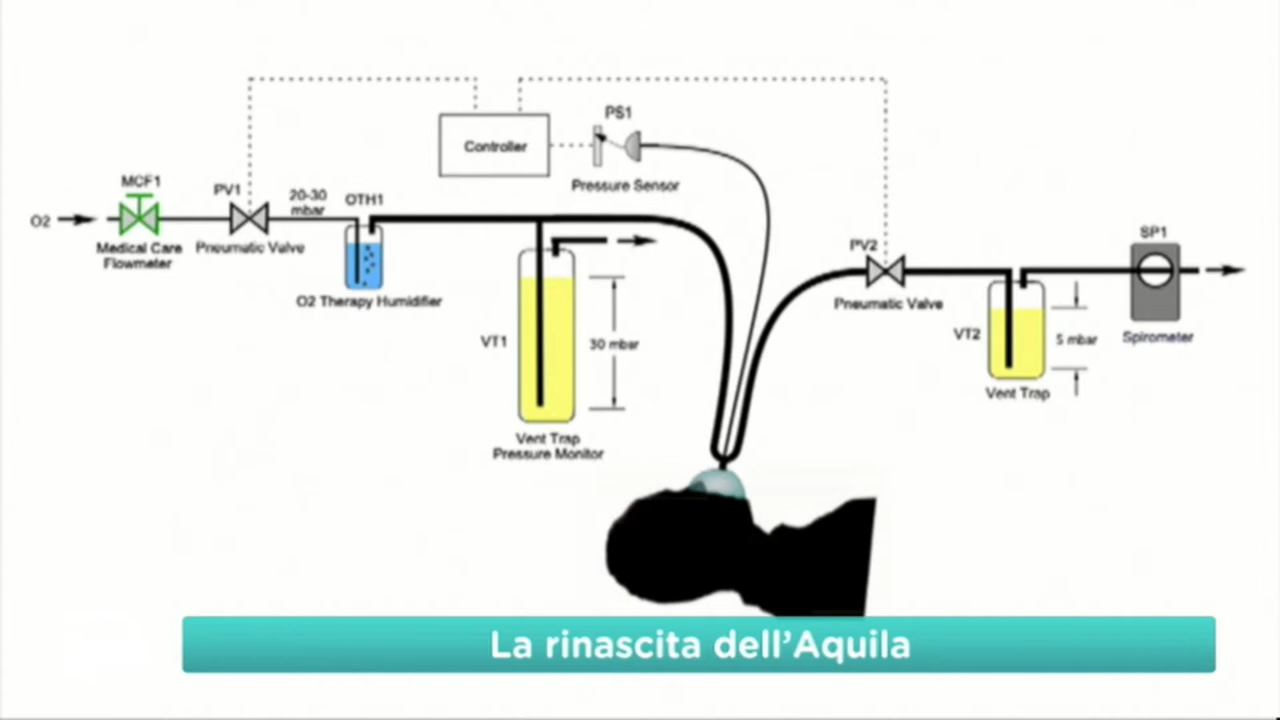 PS1
Controller
Pressure Sensor
MCF1
PV1
20-30
mbar
OTH1
O2
Medical Care
Flowmeter
Pneumatic Valve
O2 Therapy Humidifier
VT1
30 mbar
Vent Trap
Pressure Monitor
PV2
Pneumatic Valve
SP1
VT2
5 mbar
Spirometer
Vent Trap
La rinascita dell'Aquila